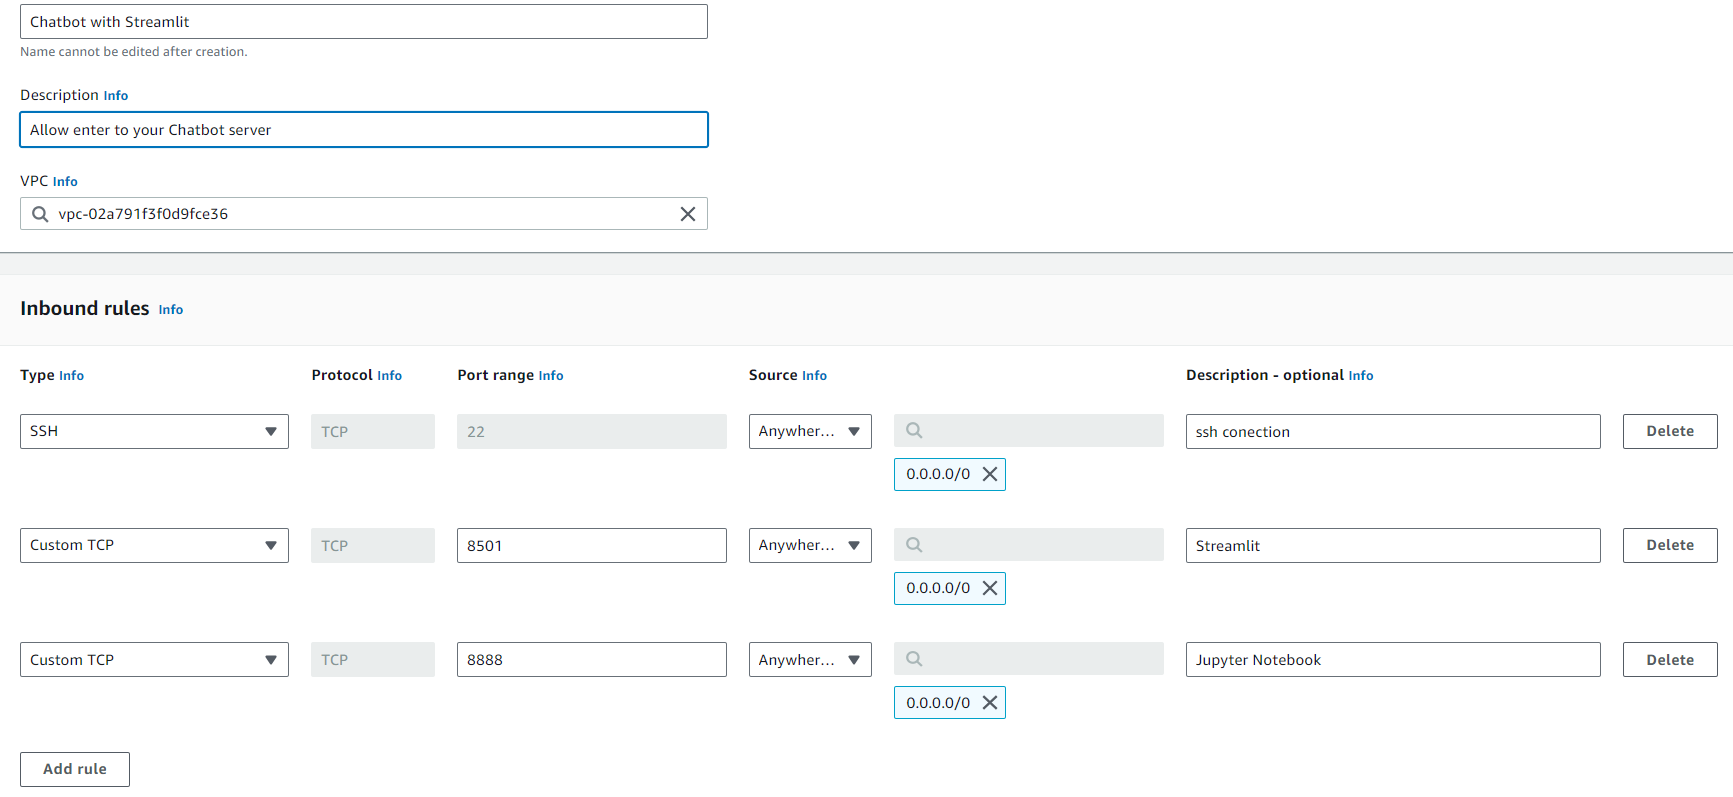 Chatbot with Streamlit
Name cannot be edited after creation.
Description Info
Allow enter to your Chatbot server
VPC Info
vpc-02a791f3f0d9fce36
Inbound rules Info
Type Info Protocol Info Port range Info Source Info Description - optional Info
SSH TCP 22 Anywher... ssh conection Delete
0.0.0.0/0
Custom TCP TCP 8501 Anywher... Streamlit Delete
0.0.0.0/0
Custom TCP TCP 8888 Anywher... Jupyter Notebook Delete
0.0.0.0/0
Add rule